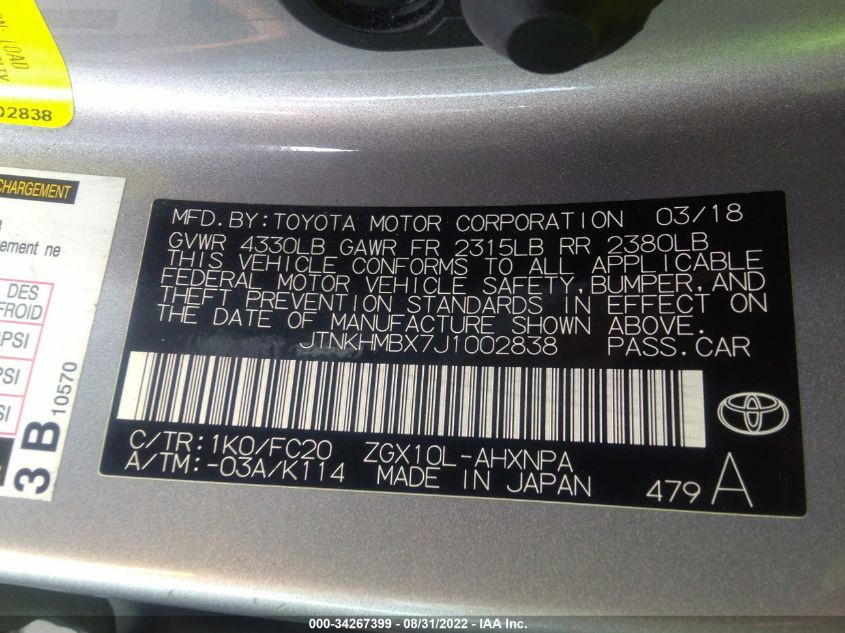 N: LOAD
02838
CHARGEMENT
rement ne
DES
FROID
PSI
PSI
SI
3 B 10570
MFD. BY: TOYOTA MOTOR CORPORATION 03/18
GVWR 4330LB GAWR FR 2315LB RR 2380LB
THIS VEHICLE CONFORMS TO ALL APPLICABLE
FEDERAL MOTOR VEHICLE SAFETY, BUMPER, AND
THEFT PREVENTION STANDARDS IN EFFECT ON
THE DATE OF MANUFACTURE SHOWN ABOVE.
JTNKHMBX7J1002838 PASS. CAR
C/TR: 1K0/FC20 ZGX10L-AHXNPA
A/TM: -03A/K114 MADE IN JAPAN 479 A
000-34267399 - 08/31/2022 - IAA Inc.